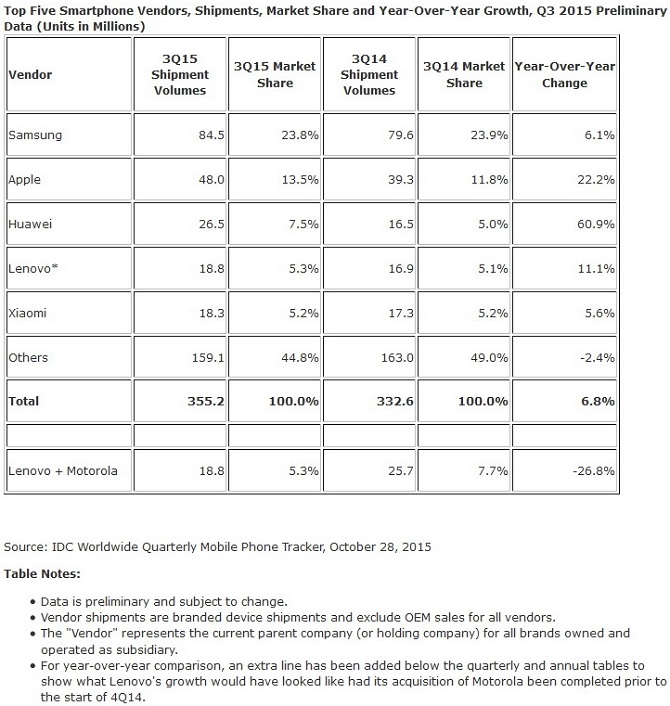 Top Five Smartphone Vendors, Shipments, Market Share and Year-Over-Year Growth, Q3 2015 Preliminary
Data (Units in Millions)
Vendor 3Q15 Shipment Volumes 3Q15 Market Share 3Q14 Shipment Volumes 3Q14 Market Share Year-Over-Year Change
Samsung 84.5 23.8% 79.6 23.9% 6.1%
Apple 48.0 13.5% 39.3 11.8% 22.2%
Huawei 26.5 7.5% 16.5 5.0% 60.9%
Lenovo* 18.8 5.3% 16.9 5.1% 11.1%
Xiaomi 18.3 5.2% 17.3 5.2% 5.6%
Others 159.1 44.8% 163.0 49.0% -2.4%
Total 355.2 100.0% 332.6 100.0% 6.8%
Lenovo + Motorola 18.8 5.3% 25.7 7.7% -26.8%
Source: IDC Worldwide Quarterly Mobile Phone Tracker, October 28, 2015
Table Notes:
• Data is preliminary and subject to change.
• Vendor shipments are branded device shipments and exclude OEM sales for all vendors.
• The "Vendor" represents the current parent company (or holding company) for all brands owned and
operated as subsidiary.
• For year-over-year comparison, an extra line has been added below the quarterly and annual tables to
show what Lenovo's growth would have looked like had its acquisition of Motorola been completed prior to
the start of 4Q14.